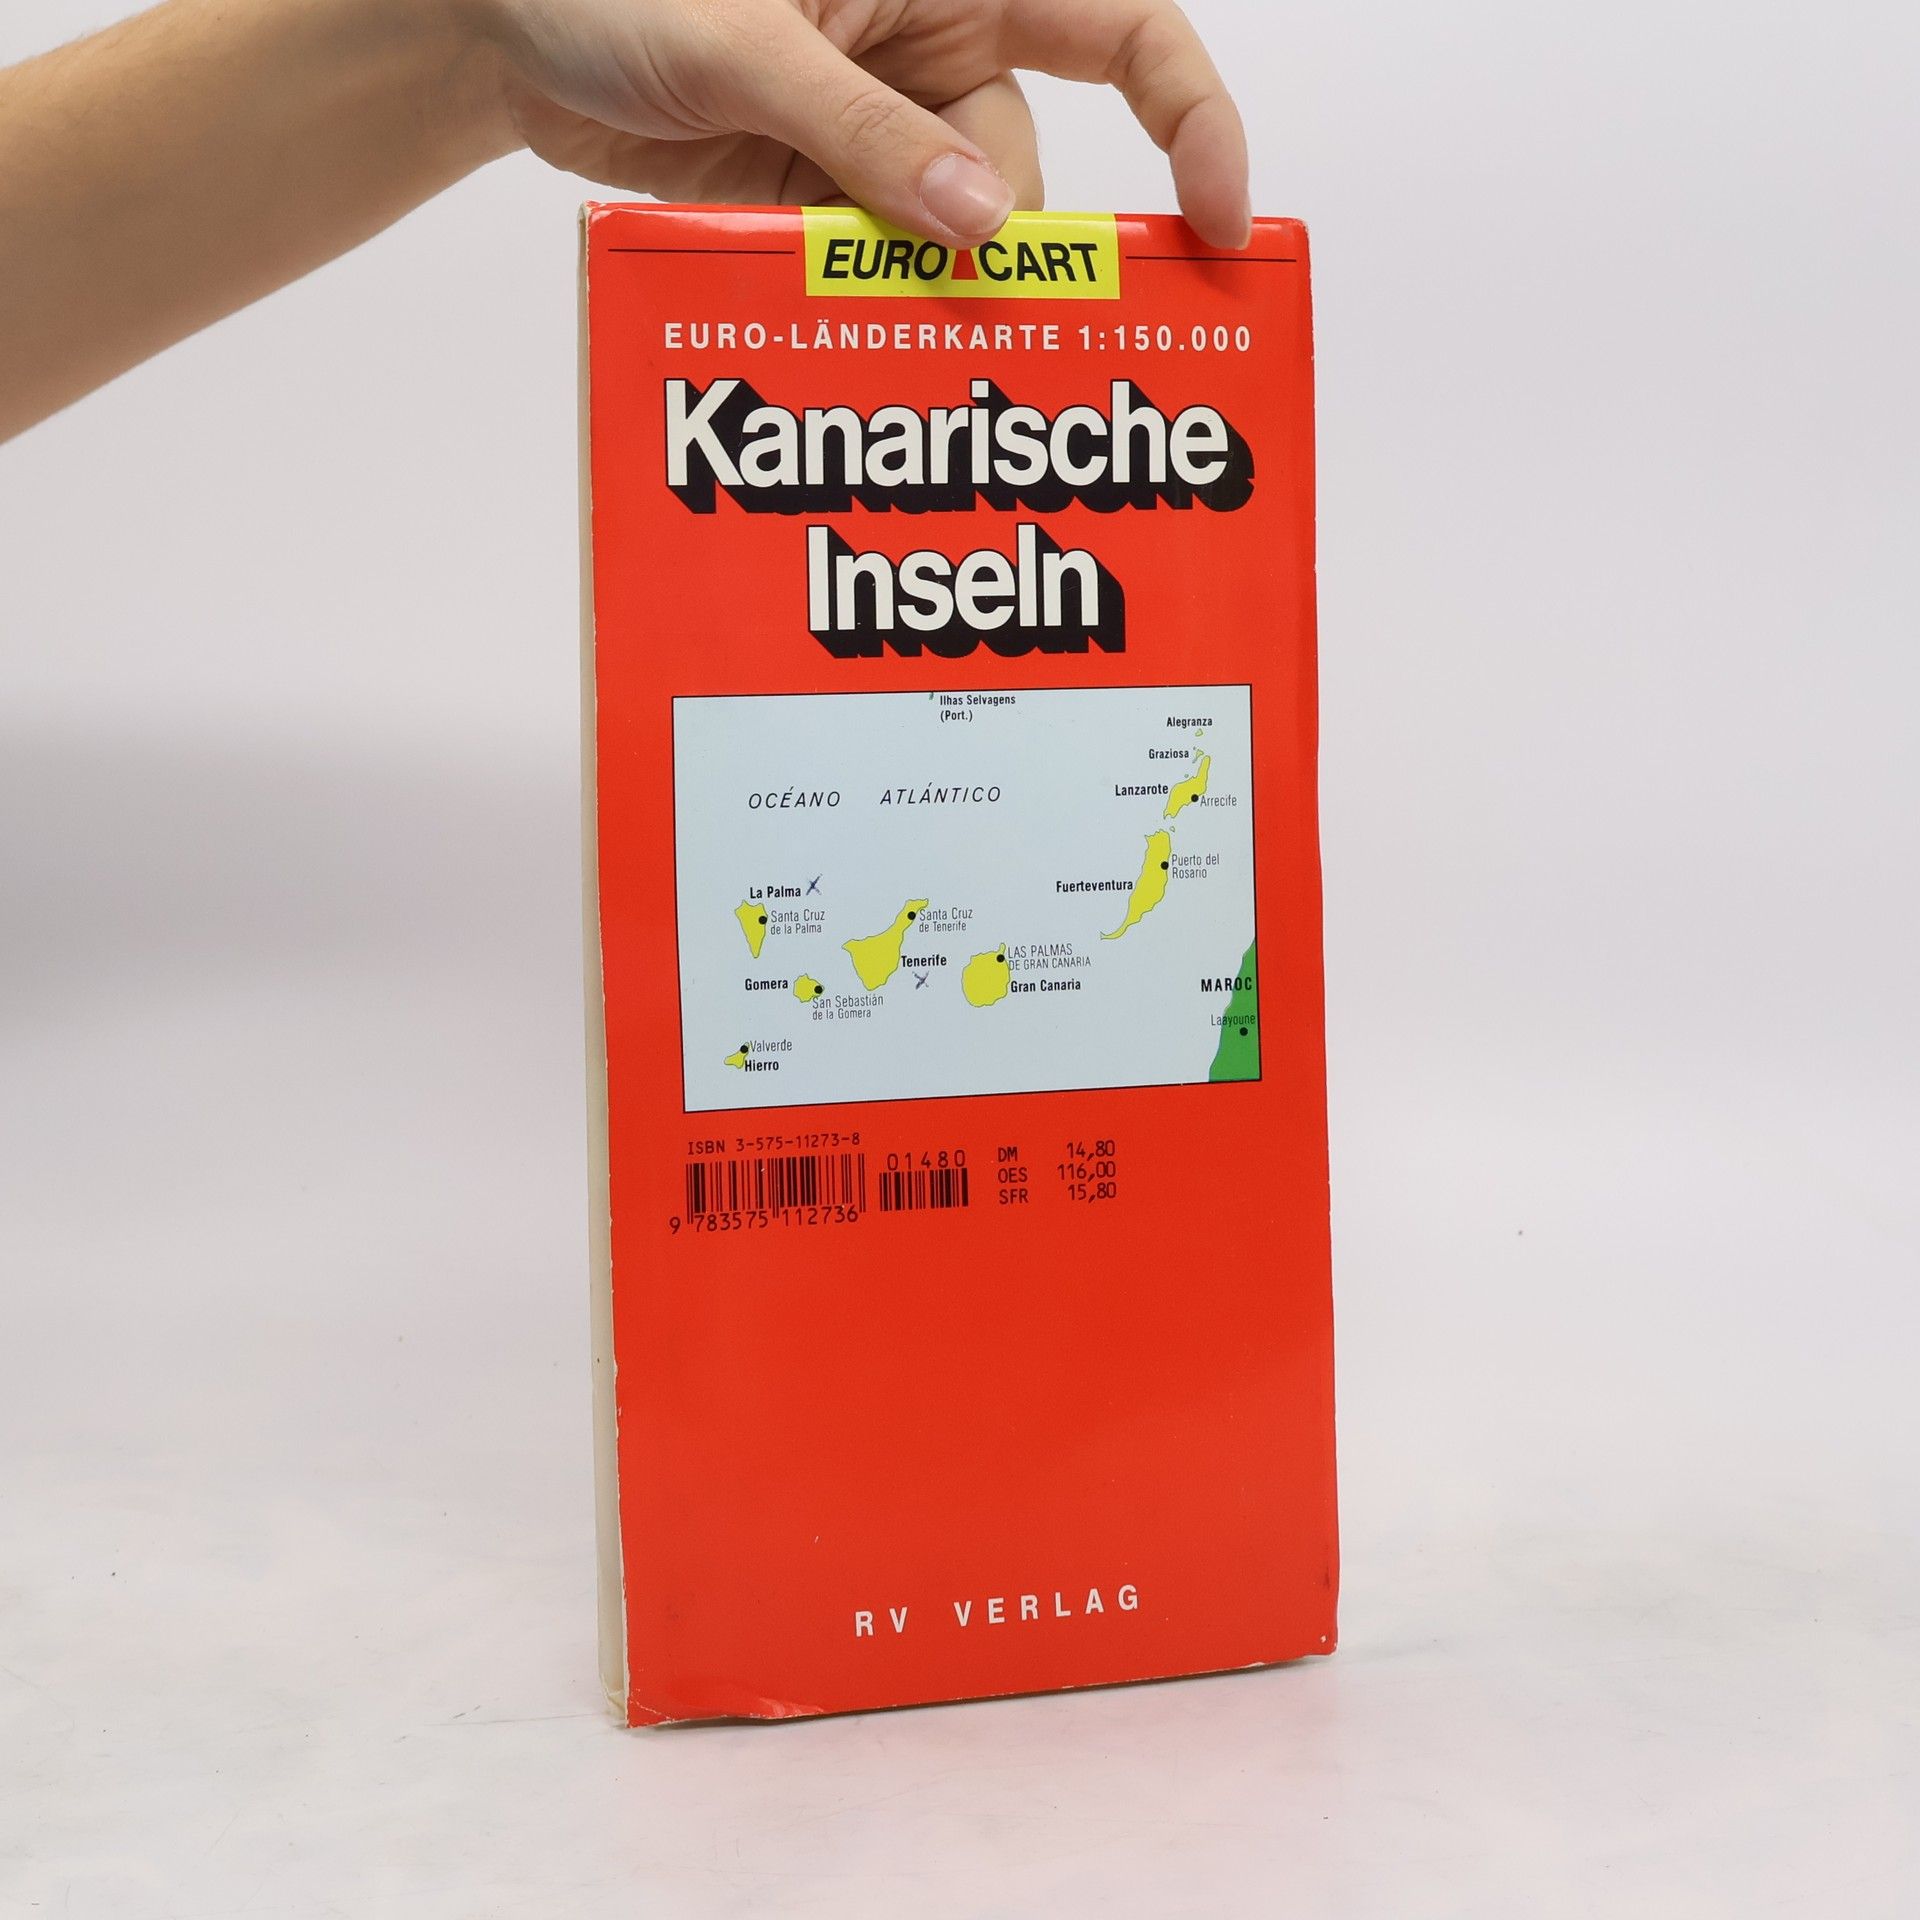 EURO CART
EURO-LÄNDERKARTE 1:150.000
Kanarische
Inseln
Ilhas Selvagens
(Port.)
Alegranza
Graziosa
Lanzarote
Arrecife
OCÉANO ATLÁNTICO
Puerto del
Rosario
Fuerteventura
La Palma
Santa Cruz
de la Palma
Santa Cruz
de Tenerife
Tenerife
LAS PALMAS
DE GRAN CANARIA
Gran Canaria
Gomera
San Sebastián
de la Gomera
MAROC
Laayoune
Valverde
Hierro
ISBN 3-575-11273-8
01480
9 783575 112736
DM 14,80
OES 116,00
SFR 15,80
RV VERLAG